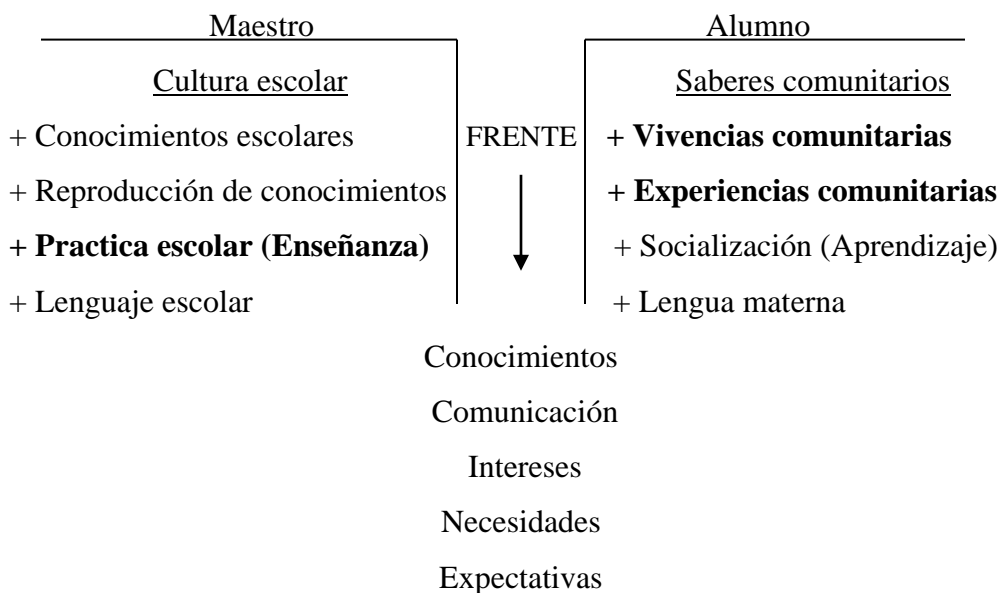 Maestro Alumno
Cultura escolar Saberes comunitarios
+ Conocimientos escolares FRENTE + Vivencias comunitarias
+ Reproducción de conocimientos + Experiencias comunitarias
+ Practica escolar (Enseñanza) + Socialización (Aprendizaje)
+ Lenguaje escolar + Lengua materna
Conocimientos
Comunicación
Intereses
Necesidades
Expectativas